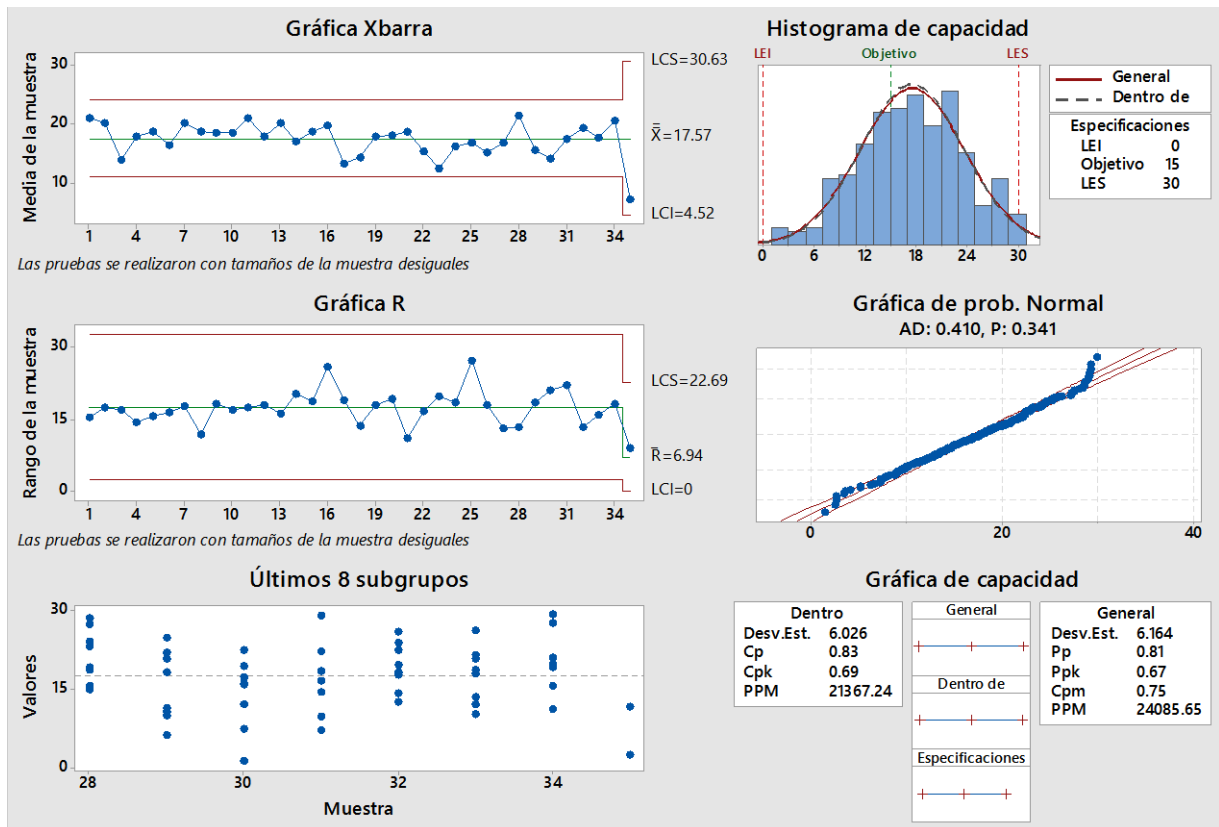 Gráfica Xbarra
Media de la muestra
30
20
10
LCS=30.63
X=17.57
LCI=4.52
1 4 7 10 13 16 19 22 25 28 31 34
Las pruebas se realizaron con tamaños de la muestra desiguales
Histograma de capacidad
LEI Objetivo LES
0 6 12 18 24 30
General
Dentro de
Especificaciones
LEI 0
Objetivo 15
LES 30
Gráfica R
Rango de la muestra
30
15
0
LCS=22.69
R=6.94
LCI=0
1 4 7 10 13 16 19 22 25 28 31 34
Las pruebas se realizaron con tamaños de la muestra desiguales
Gráfica de prob. Normal
AD: 0.410, P: 0.341
0 20 40
Últimos 8 subgrupos
Valores
30
15
0
28 30 32 34
Muestra
Gráfica de capacidad
Dentro
Desv.Est. 6.026
Cp 0.83
Cpk 0.69
PPM 21367.24
General
Dentro de
Especificaciones
General
Desv.Est. 6.164
Pp 0.81
Ppk 0.67
Cpm 0.75
PPM 24085.65